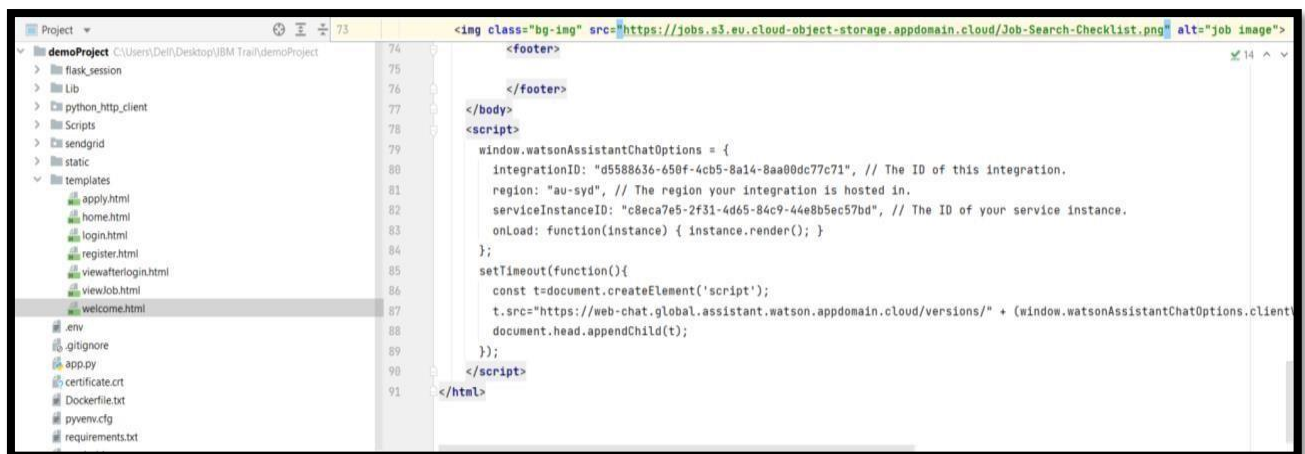 Project
demoProject C:\Users\Dell\Desktop\IBM Trail\demoProject
flask_session
Lib
python_http_client
Scripts
sendgrid
static
templates
apply.html
home.html
login.html
register.html
viewafterlogin.html
viewJob.html
welcome.html
.env
.gitignore
app.py
certificate.crt
Dockerfile.txt
pyvenv.cfg
requirements.txt
73 <img class="bg-img" src="https://jobs.s3.eu.cloud-object-storage.appdomain.cloud/Job-Search-Checklist.png" alt="job image">
74 <footer>
14
75
76 </footer>
77 </body>
78 <script>
79 window.watsonAssistantChatOptions = {
80 integrationID: "d5588636-650f-4cb5-8a14-8aa00dc77c71", // The ID of this integration.
81 region: "au-syd", // The region your integration is hosted in.
82 serviceInstanceID: "c8eca7e5-2f31-4d65-84c9-44e8b5ec57bd", // The ID of your service instance.
83 onLoad: function(instance) { instance.render(); }
84 };
85 setTimeout(function(){
86 const t=document.createElement('script');
87 t.src="https://web-chat.global.assistant.watson.appdomain.cloud/versions/" + (window.watsonAssistantChatOptions.client
88 document.head.appendChild(t);
89 });
90 </script>
91 </html>